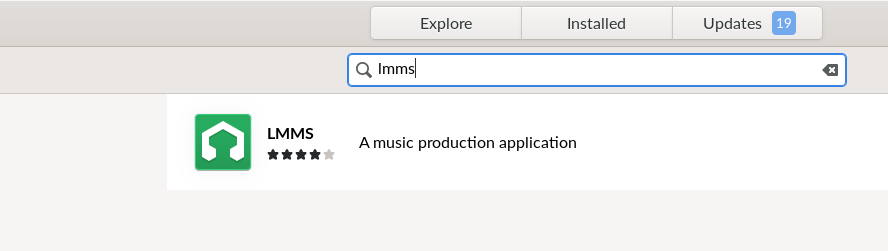 Explore Installed Updates 19
lmms
LMMS
A music production application